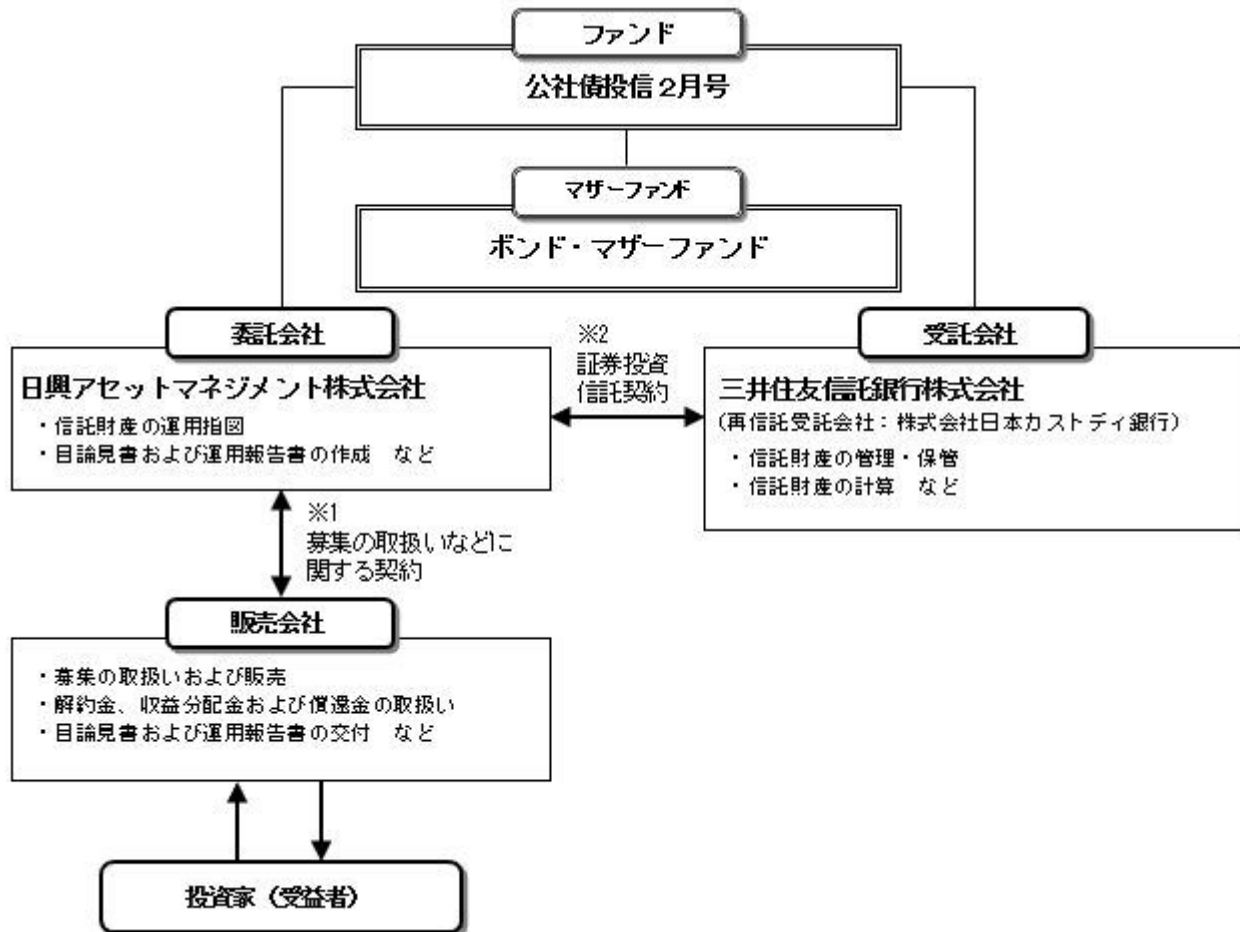 ファンド
公社債投信2月号
マザーファンド
ボンド・マザーファンド
委託会社
日興アセットマネジメント株式会社
・信託財産の運用指図
・目論見書および運用報告書の作成　など
※2
証券投資
信託契約
受託会社
三井住友信託銀行株式会社
(再信託受託会社：株式会社日本カストディ銀行)
・信託財産の管理・保管
・信託財産の計算　など
※1
募集の取扱いなどに
関する契約
販売会社
・募集の取扱いおよび販売
・解約金、収益分配金および償還金の取扱い
・目論見書および運用報告書の交付　など
投資家（受益者）